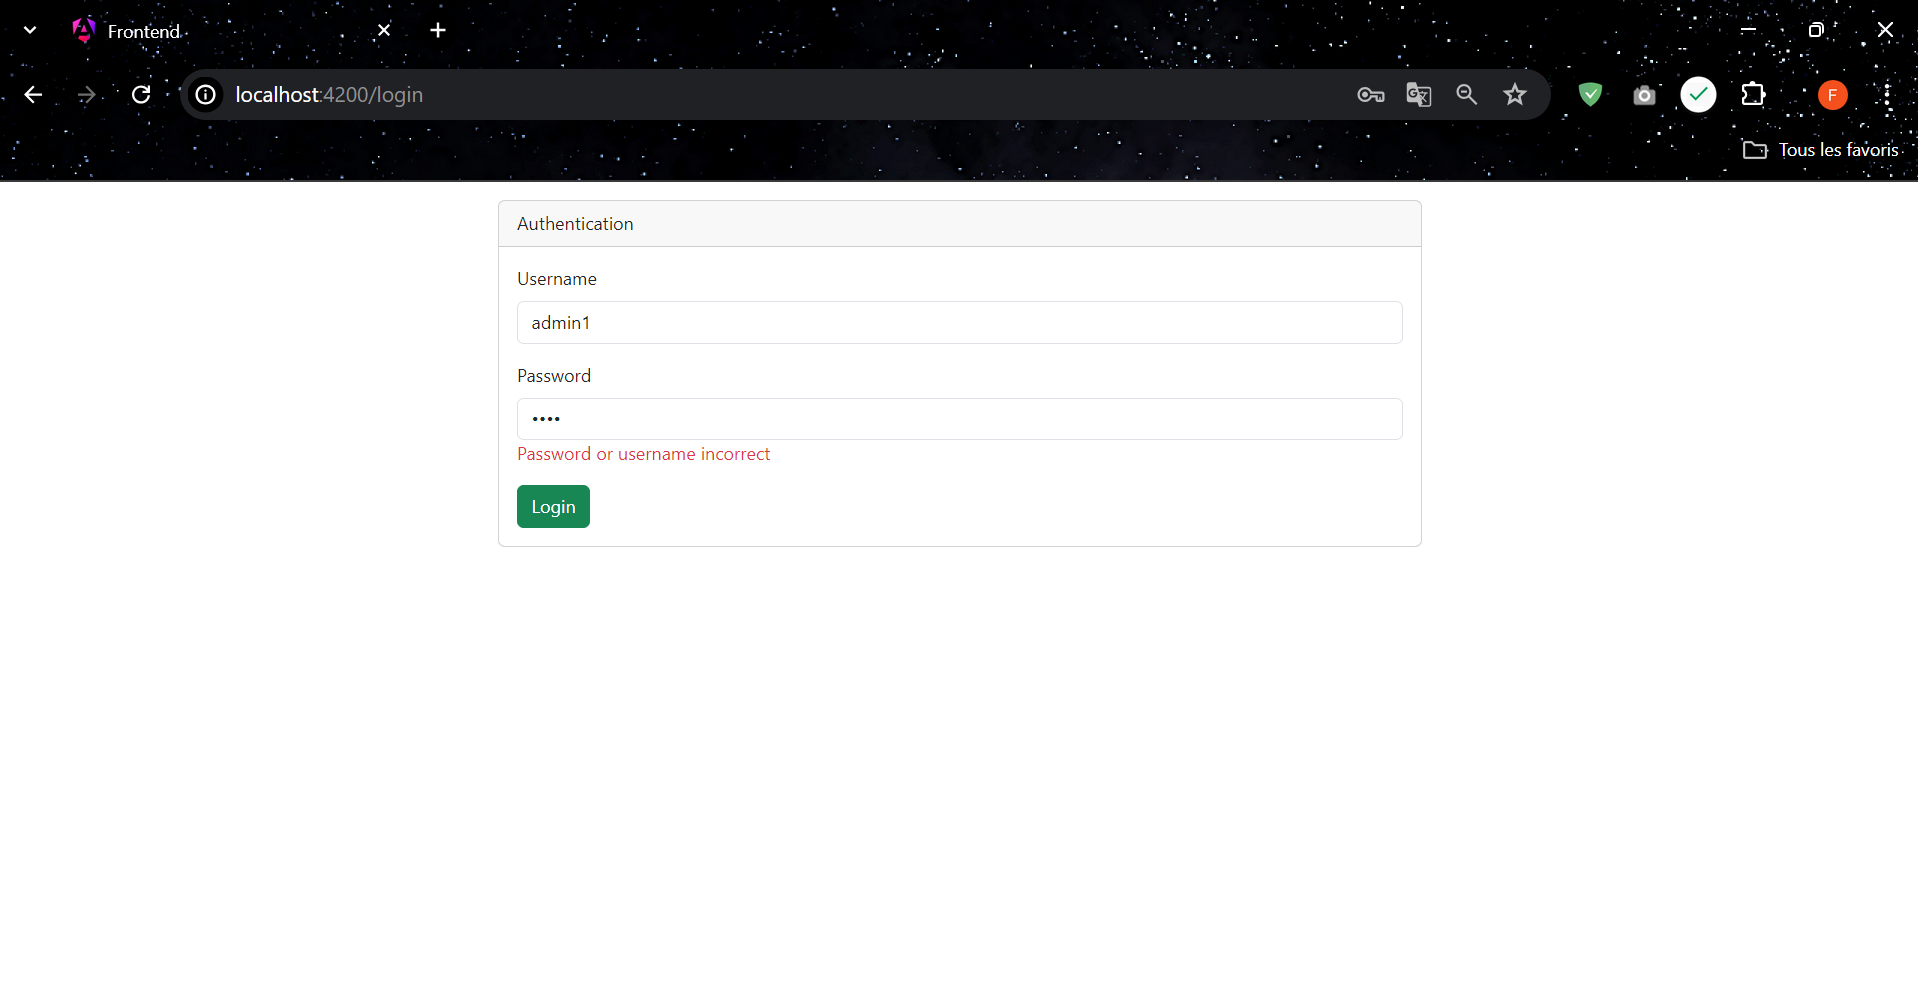 Frontend
localhost:4200/login
F
Tous les favoris
Authentication
Username
admin1
Password
••••
Password or username incorrect
Login